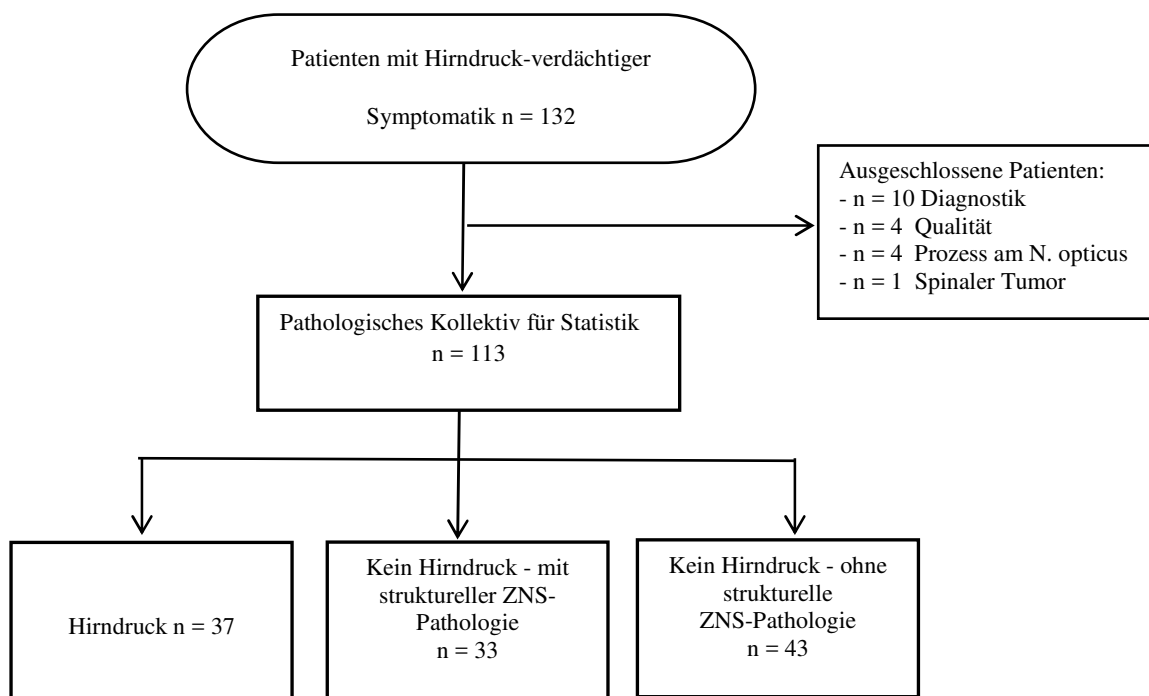 Patienten mit Hirndruck-verdächtiger
Symptomatik n = 132
Ausgeschlossene Patienten:
- n = 10 Diagnostik
- n = 4 Qualität
- n = 4 Prozess am N. opticus
- n = 1 Spinaler Tumor
Pathologisches Kollektiv für Statistik
n = 113
Hirndruck n = 37
Kein Hirndruck - mit
struktureller ZNS-
Pathologie
n = 33
Kein Hirndruck - ohne
strukturelle
ZNS-Pathologie
n = 43